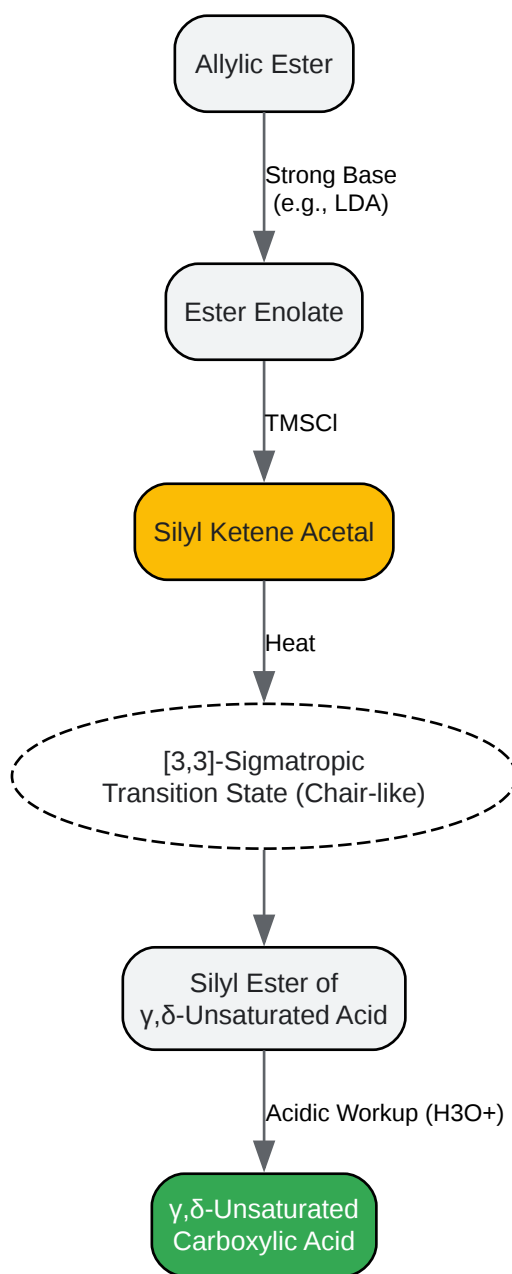 Allylic Ester
Strong Base
(e.g., LDA)
Ester Enolate
TMSCl
Silyl Ketene Acetal
Heat
[3,3]-Sigmatropic
Transition State (Chair-like)
Silyl Ester of
γ,δ-Unsaturated Acid
Acidic Workup (H3O+)
γ,δ-Unsaturated
Carboxylic Acid